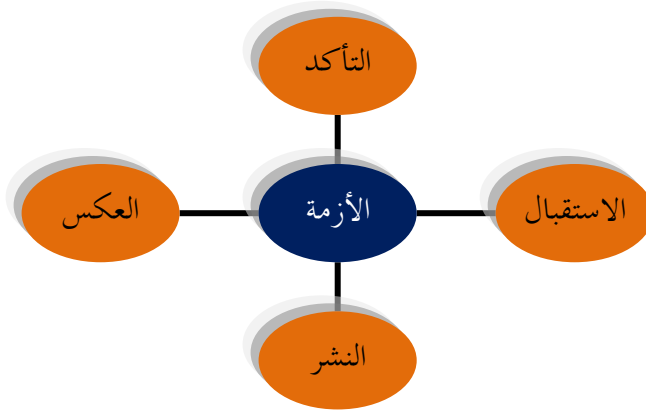 التأكد
الاستقبال
الأزمة
العكس
النشر